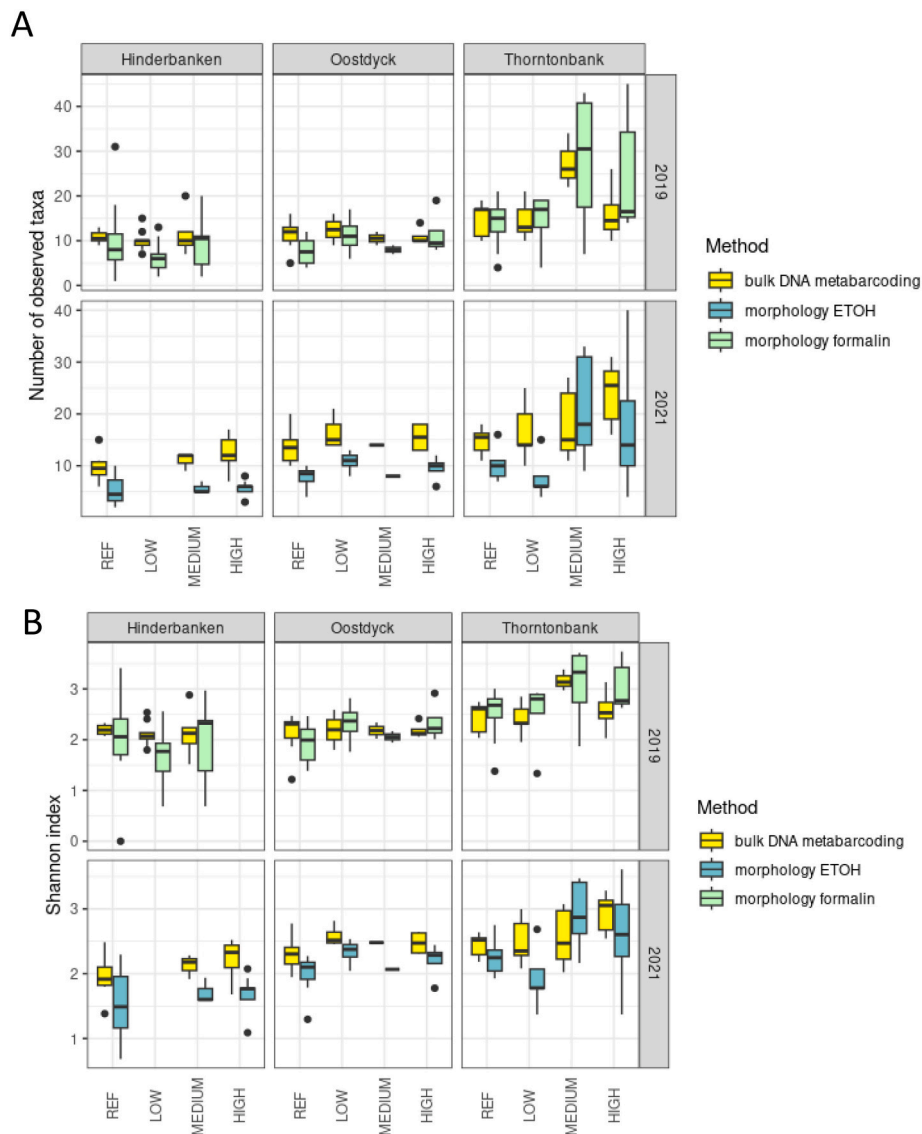 A
Hinderbanken Oostdyck Thorntonbank
Number of observed taxa
40
30
20
10
0
2019
40
30
20
10
2021
REF LOW MEDIUM HIGH REF LOW MEDIUM HIGH REF LOW MEDIUM HIGH
Method
bulk DNA metabarcoding
morphology ETOH
morphology formalin
B
Hinderbanken Oostdyck Thorntonbank
Shannon index
3
2
1
0
2019
3
2
1
2021
REF LOW MEDIUM HIGH REF LOW MEDIUM HIGH REF LOW MEDIUM HIGH
Method
bulk DNA metabarcoding
morphology ETOH
morphology formalin